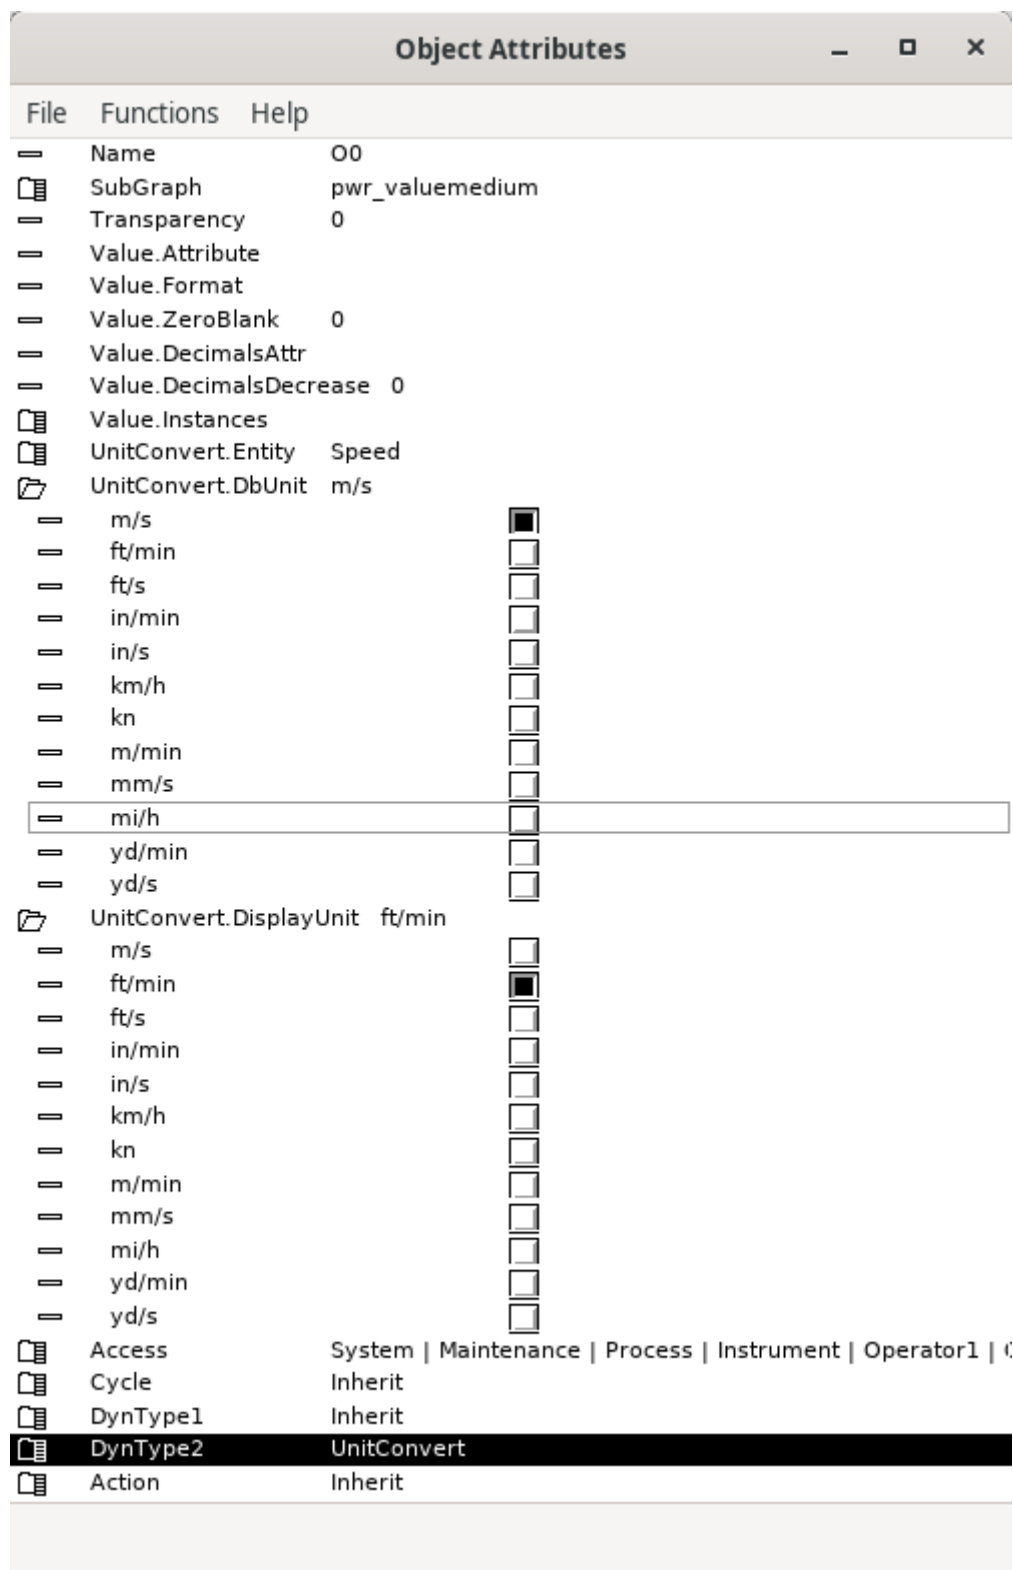 Object Attributes
File Functions Help
Name O0
SubGraph pwr_valuemedium
Transparency 0
Value.Attribute
Value.Format
Value.ZeroBlank 0
Value.DecimalsAttr
Value.DecimalsDecrease 0
Value.Instances
UnitConvert.Entity Speed
UnitConvert.DbUnit m/s
m/s
ft/min
ft/s
in/min
in/s
km/h
kn
m/min
mm/s
mi/h
yd/min
yd/s
UnitConvert.DisplayUnit ft/min
m/s
ft/min
ft/s
in/min
in/s
km/h
kn
m/min
mm/s
mi/h
yd/min
yd/s
Access System | Maintenance | Process | Instrument | Operator1 |
Cycle Inherit
DynType1 Inherit
DynType2 UnitConvert
Action Inherit